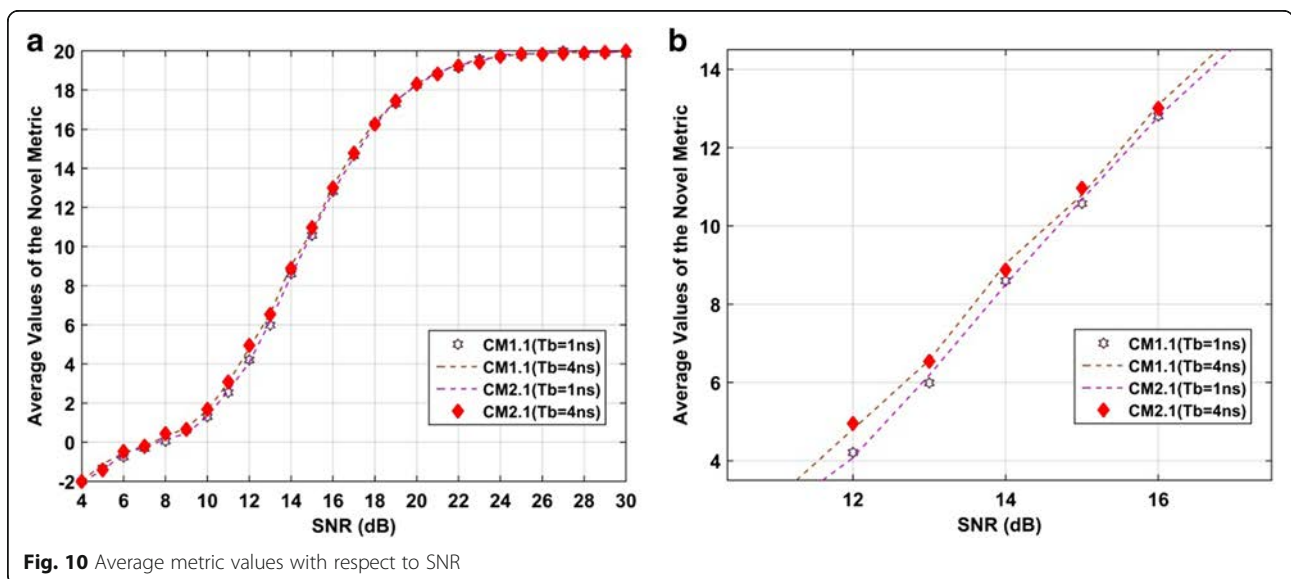 a
Average Values of the Novel Metric
20
18
16
14
12
10
8
6
4
2
0
-2
4 6 8 10 12 14 16 18 20 22 24 26 28 30
SNR (dB)
CM1.1(Tb=1ns)
CM1.1(Tb=4ns)
CM2.1(Tb=1ns)
CM2.1(Tb=4ns)
b
Average Values of the Novel Metric
14
12
10
8
6
4
12 14 16
SNR (dB)
CM1.1(Tb=1ns)
CM1.1(Tb=4ns)
CM2.1(Tb=1ns)
CM2.1(Tb=4ns)
Fig. 10 Average metric values with respect to SNR